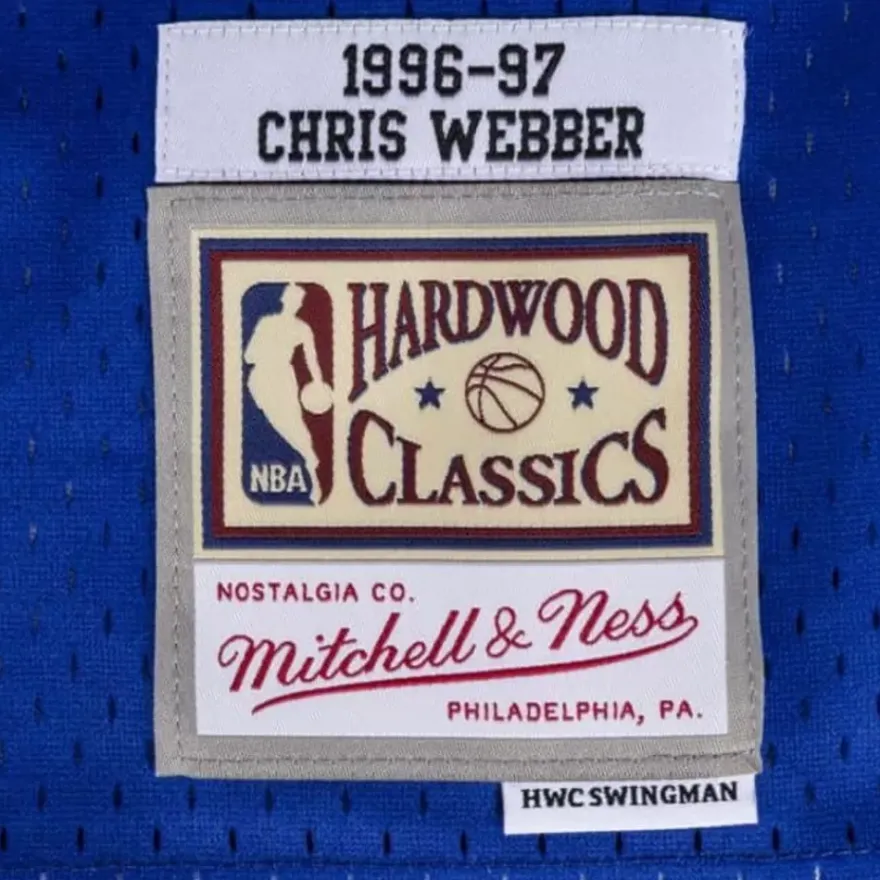 1996-97
CHRIS WEBBER
HARDWOOD
CLASSICS
NBA
NOSTALGIA CO.
Mitchell & Ness
PHILADELPHIA, PA.
HWC SWINGMAN